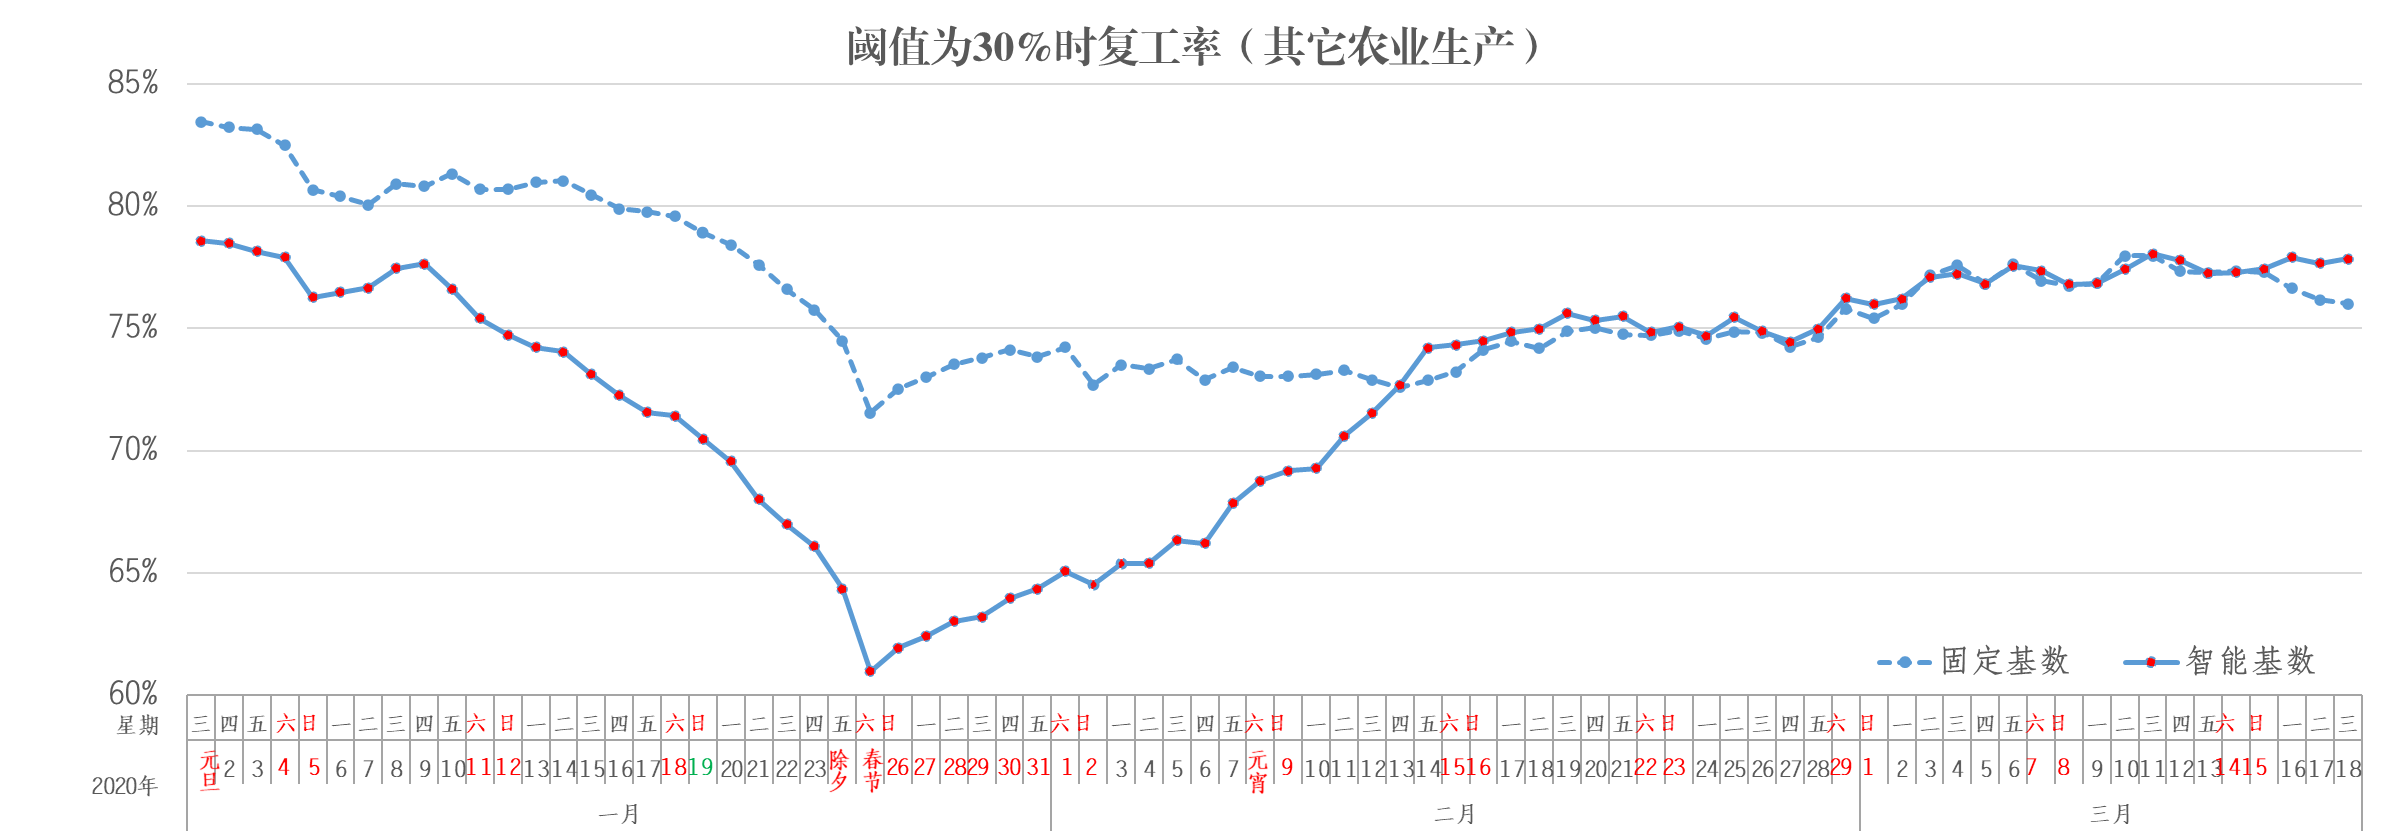 阈值为30%时复工率（其它农业生产）
85%
80%
75%
70%
65%
60%
固定基数 智能基数
星期 三 四 五 六 日 一 二 三 四 五 六 日 一 二 三 四 五 六 日 一 二 三 四 五 六 日 一 二 三 四 五 六 日 一 二 三 四 五 六 日 一 二 三 四 五 六 日 一 二 三 四 五 六 日 一 二 三 四 五 六 日 一 二 三 四 五 六 日 一 二 三 四 五 六 日 一 二 三
2020年 元旦 2 3 4 5 6 7 8 9 10 11 12 13 14 15 16 17 18 19 20 21 22 23 除夕 春节 26 27 28 29 30 31 1 2 3 4 5 6 7 元宵 9 10 11 12 13 14 15 16 17 18 19 20 21 22 23 24 25 26 27 28 29 1 2 3 4 5 6 7 8 9 10 11 12 13 14 15 16 17 18
一月 二月 三月